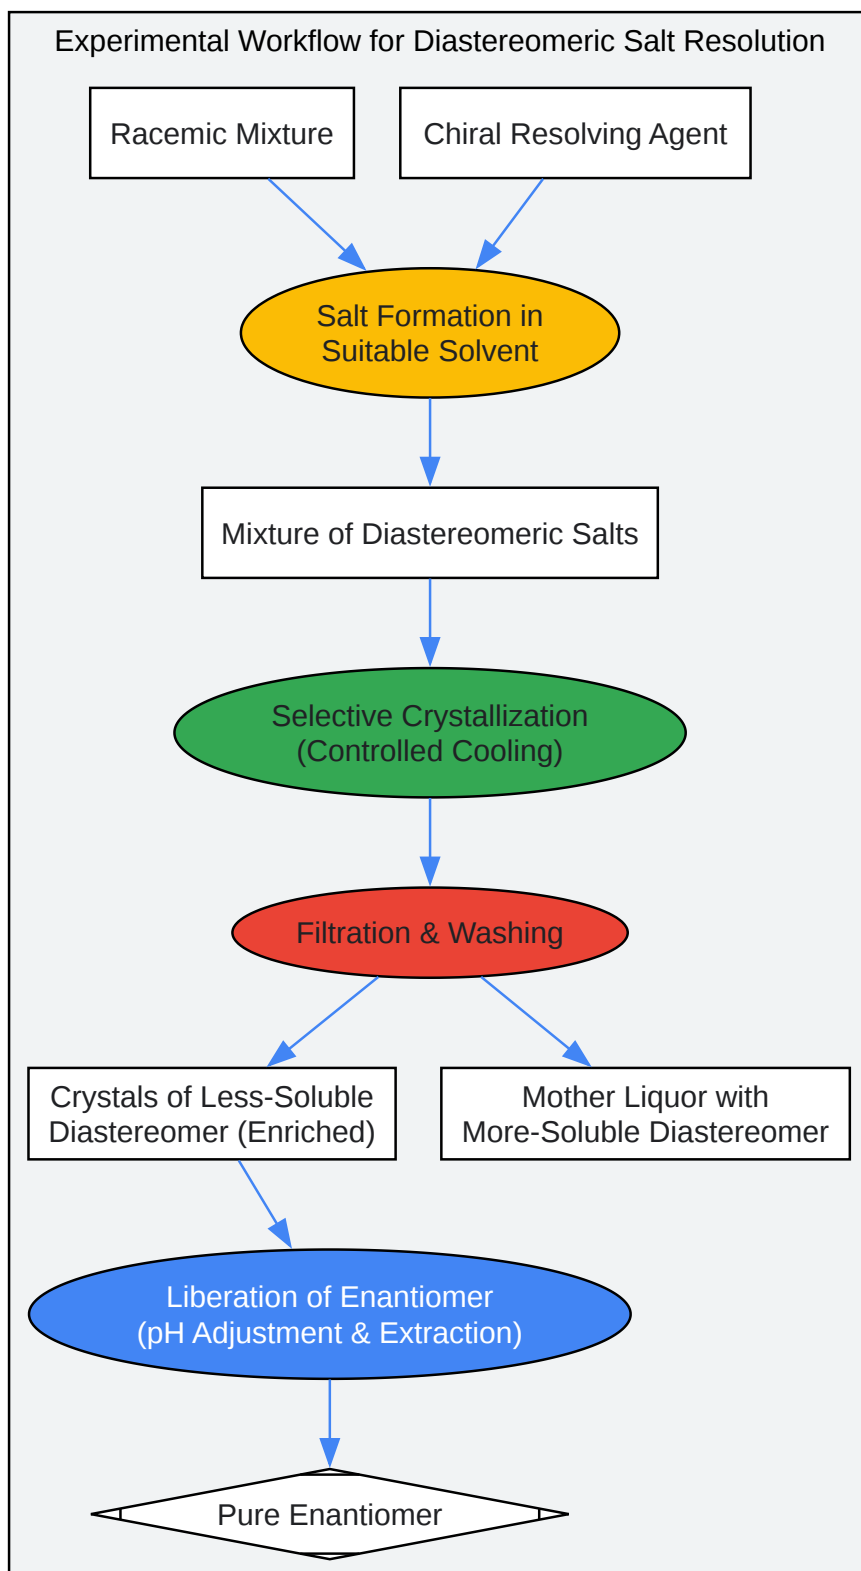 Experimental Workflow for Diastereomeric Salt Resolution
Racemic Mixture
Chiral Resolving Agent
Salt Formation in
Suitable Solvent
Mixture of Diastereomeric Salts
Selective Crystallization
(Controlled Cooling)
Filtration & Washing
Crystals of Less-Soluble
Diastereomer (Enriched)
Mother Liquor with
More-Soluble Diastereomer
Liberation of Enantiomer
(pH Adjustment & Extraction)
Pure Enantiomer